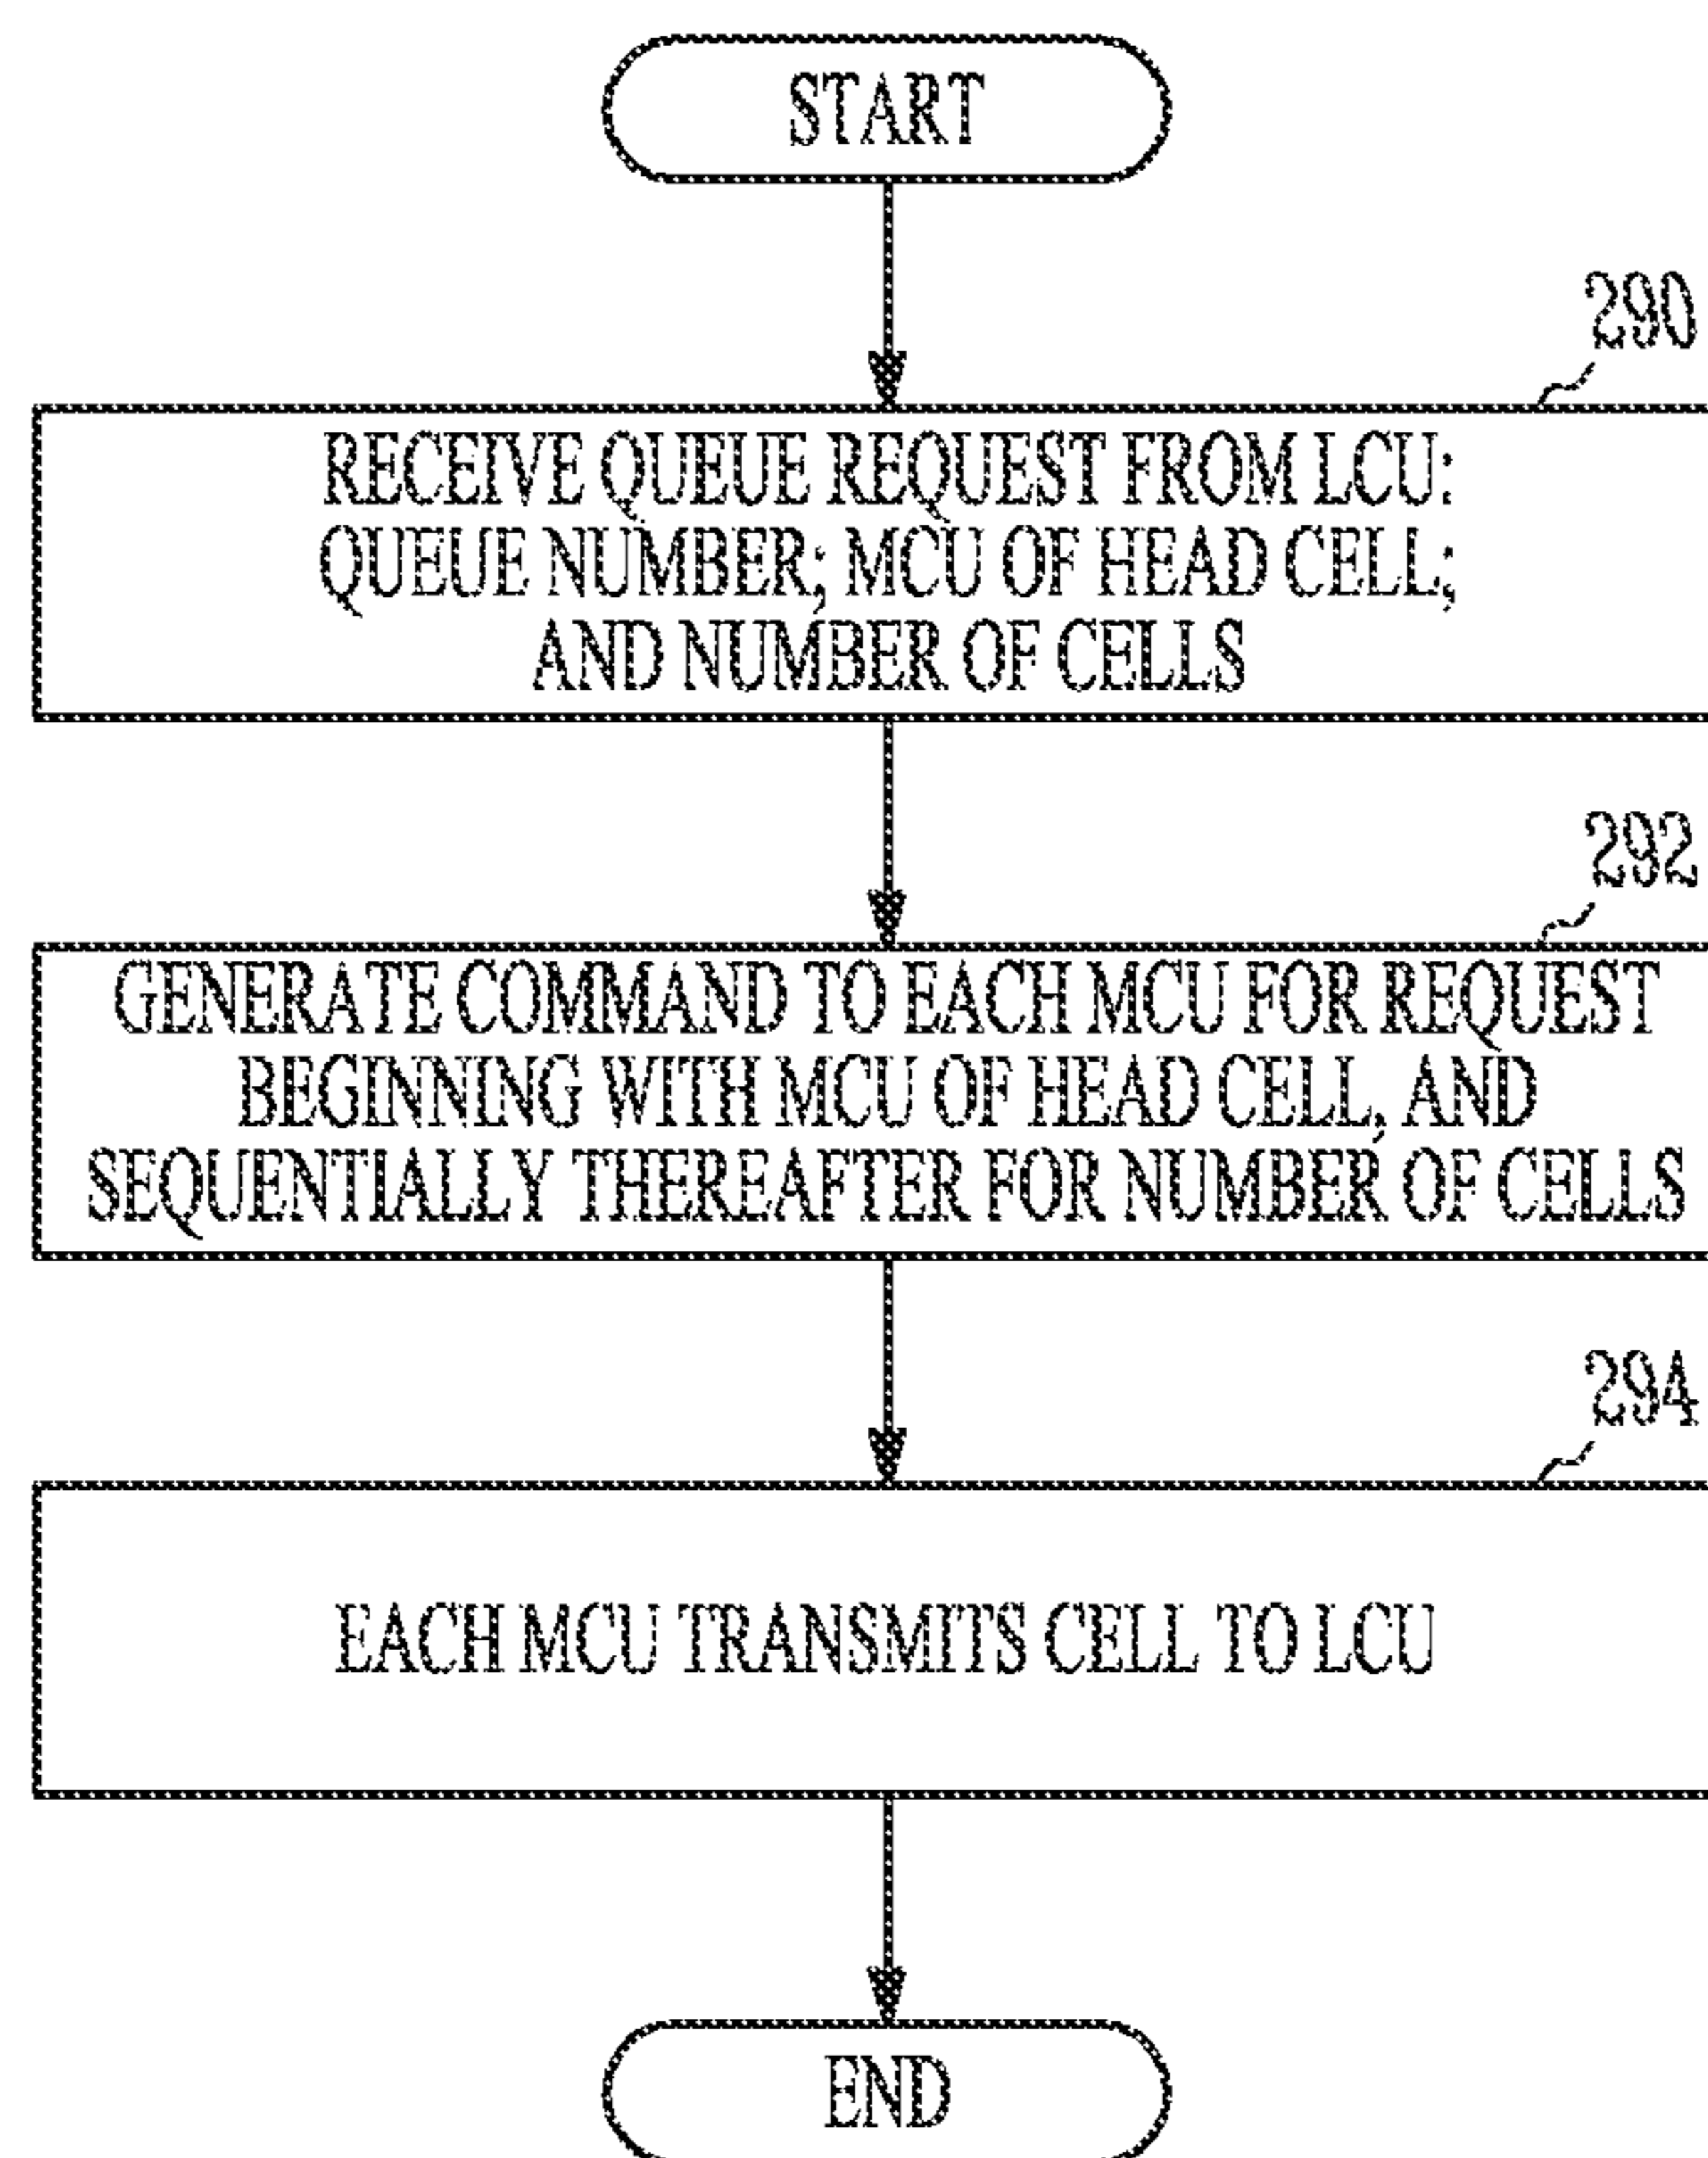 START
290
RECEIVE QUEUE REQUEST FROM LCU:
QUEUE NUMBER; MCU OF HEAD CELL;
AND NUMBER OF CELLS
292
GENERATE COMMAND TO EACH MCU FOR REQUEST
BEGINNING WITH MCU OF HEAD CELL, AND
SEQUENTIALLY THEREAFTER FOR NUMBER OF CELLS
294
EACH MCU TRANSMITS CELL TO LCU
END